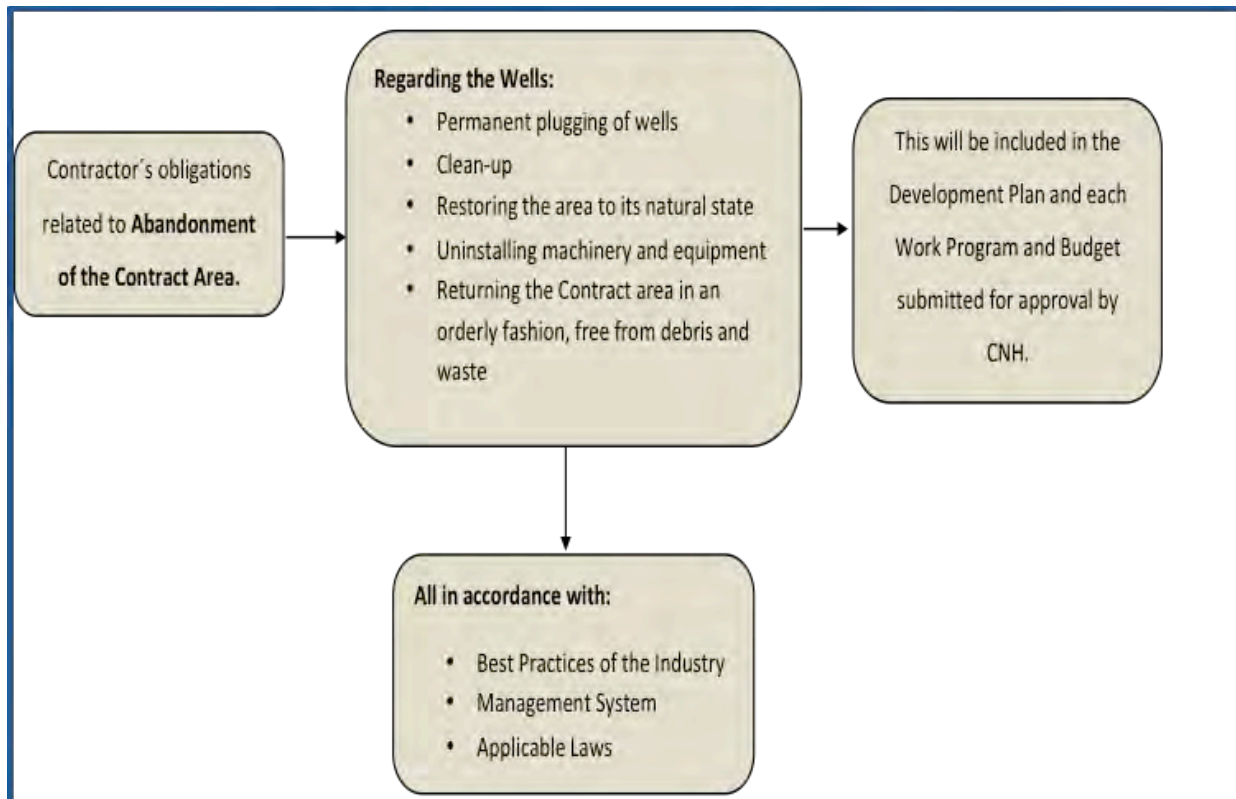 Contractor´s obligations
related to Abandonment
of the Contract Area.
Regarding the Wells:
• Permanent plugging of wells
• Clean-up
• Restoring the area to its natural state
• Uninstalling machinery and equipment
• Returning the Contract area in an
orderly fashion, free from debris and
waste
This will be included in the
Development Plan and each
Work Program and Budget
submitted for approval by
CNH.
All in accordance with:
• Best Practices of the Industry
• Management System
• Applicable Laws